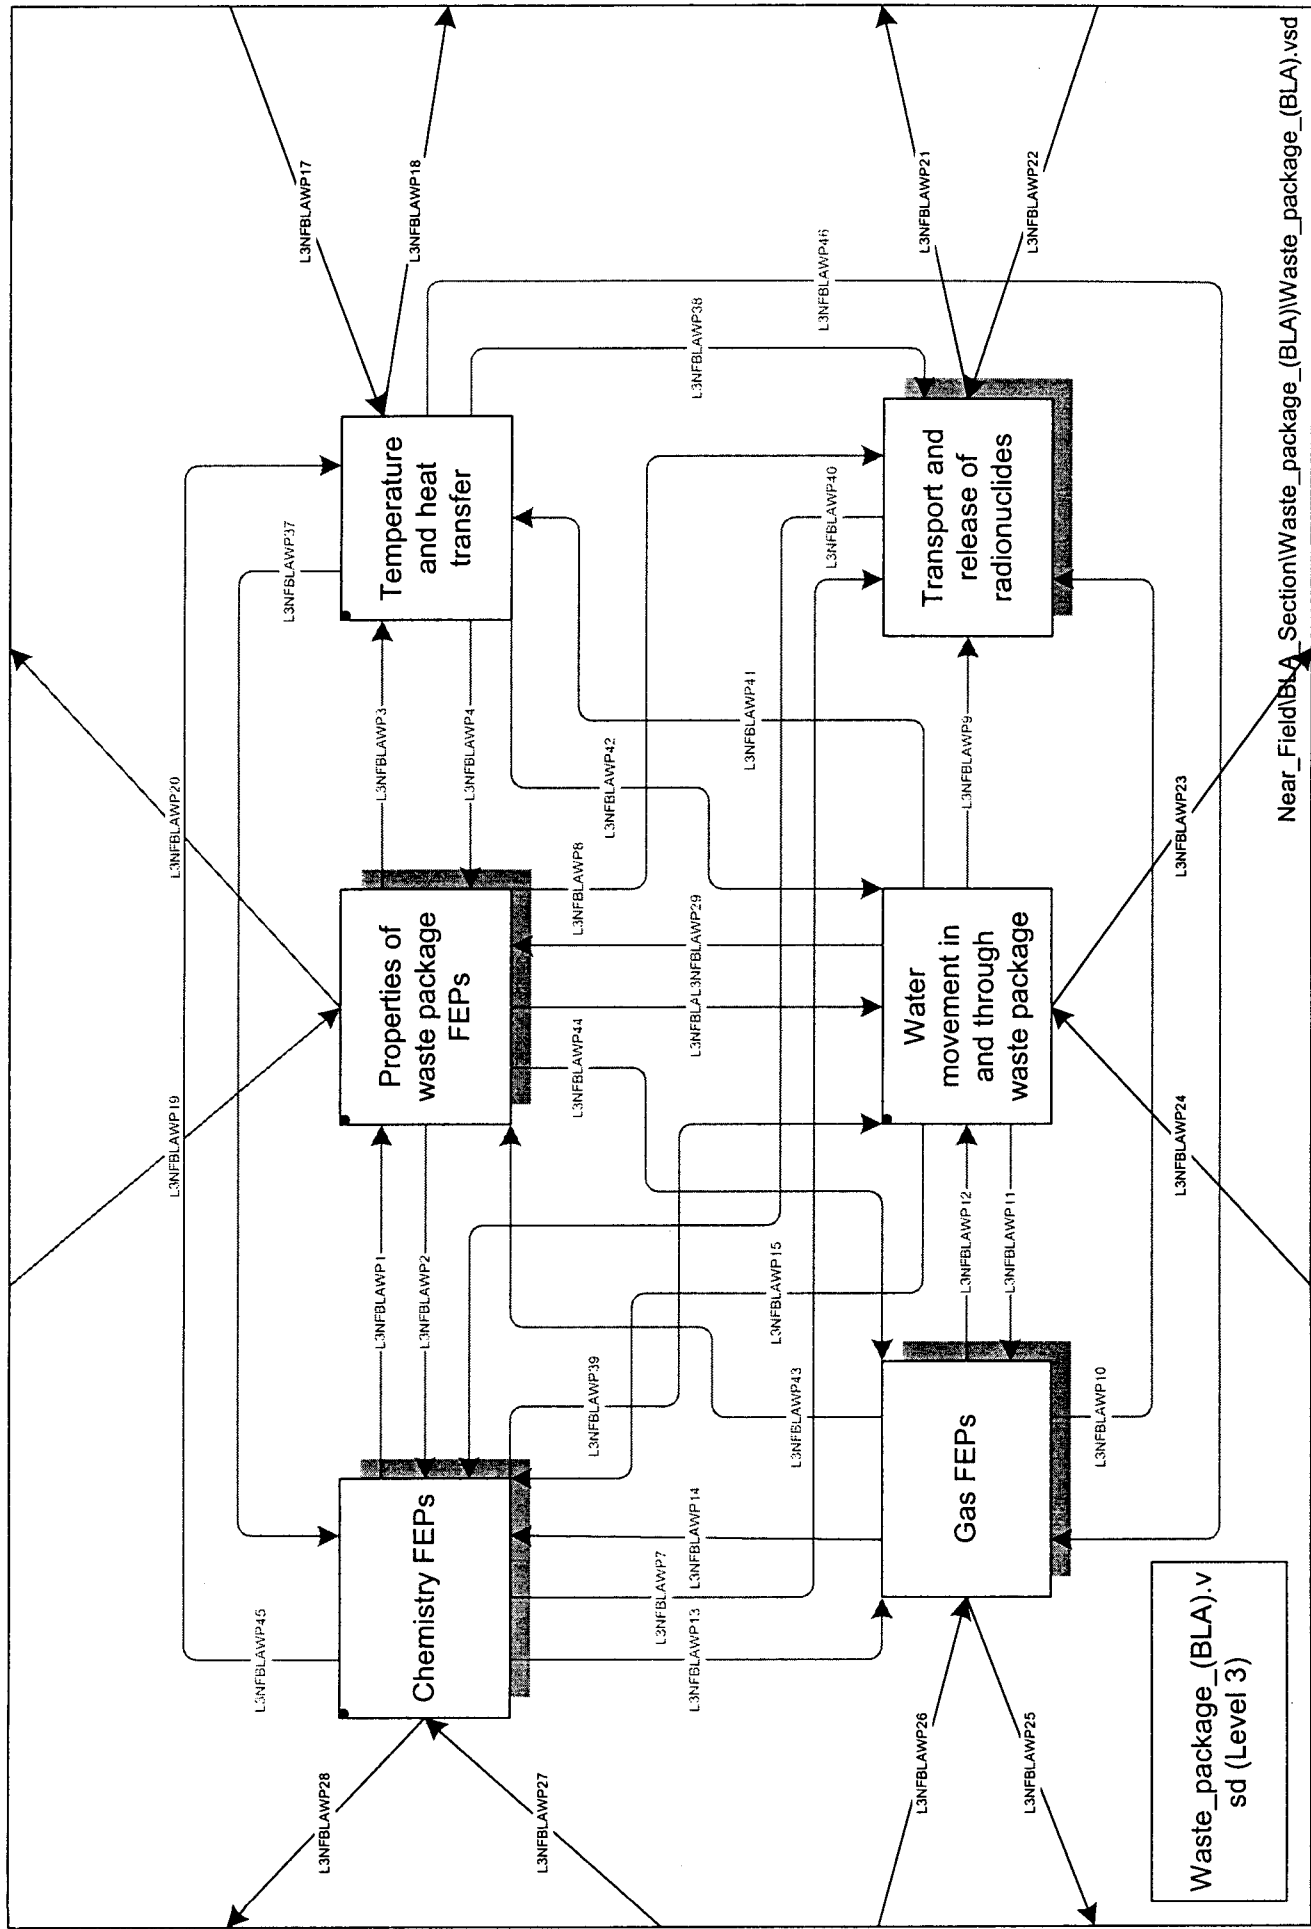 L3NFBLAWP19
L3NFBLAWP20
L3NFBLAWP45
L3NFBLAWP37
L3NFBLAWP28
L3NFBLAWP17
L3NFBLAWP27
Chemistry FEPs
L3NFBLAWP1
L3NFBLAWP2
Properties of
waste package
FEPs
L3NFBLAWP3
L3NFBLAWP4
Temperature
and heat
transfer
L3NFBLAWP18
L3NFBLAWP39
L3NFBLAWP44
L3NFBLAWP8
L3NFBLAWP42
L3NFBLAWP7
L3NFBLAWP13
L3NFBLAWP14
L3NFBLAL3NFBLAWP29
L3NFBLAWP38
L3NFBLAWP41
L3NFBLAWP15
L3NFBLAWP43
L3NFBLAWP40
L3NFBLAWP46
L3NFBLAWP26
L3NFBLAWP25
Gas FEPs
L3NFBLAWP12
L3NFBLAWP11
Water
movement in
and through
waste package
L3NFBLAWP9
Transport and
release of
radionuclides
L3NFBLAWP21
L3NFBLAWP22
L3NFBLAWP10
L3NFBLAWP24
L3NFBLAWP23
Waste_package_(BLA).v
sd (Level 3)
Near_Field\BLA_Section\Waste_package_(BLA)\Waste_package_(BLA).vsd